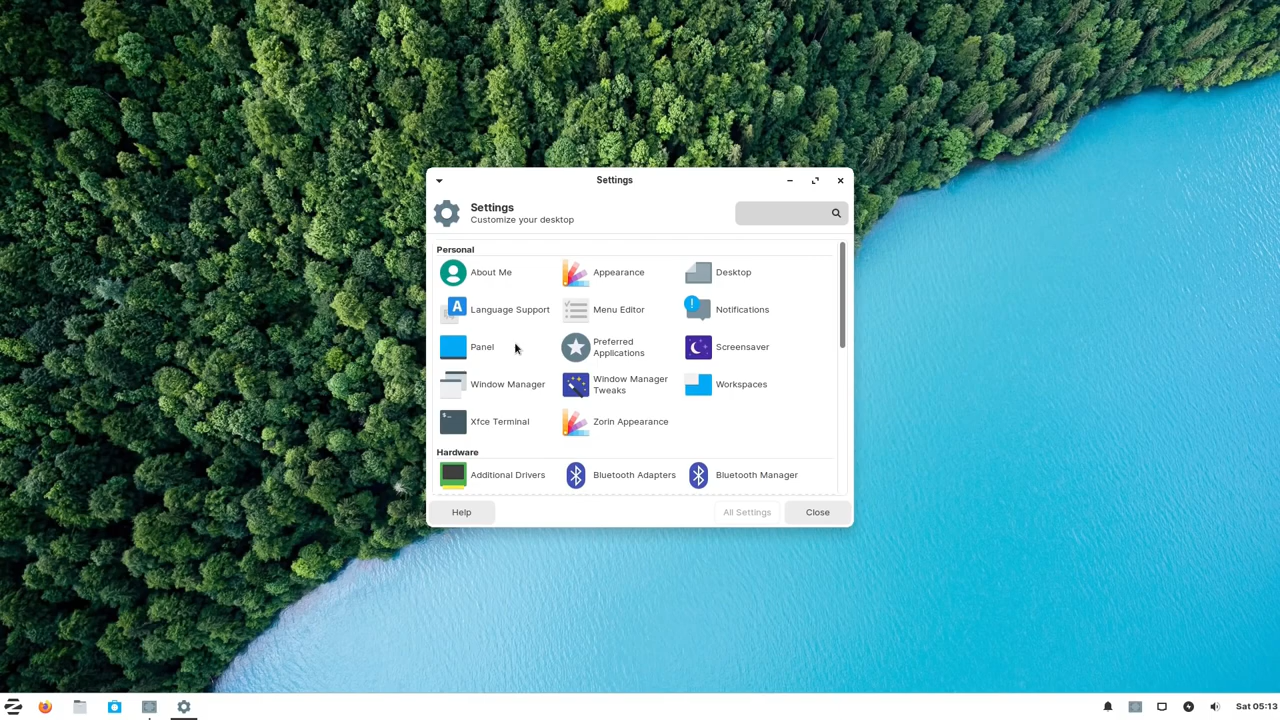 Settings
Settings
Customize your desktop
Personal
About Me
Appearance
Desktop
Language Support
Menu Editor
Notifications
Panel
Preferred
Applications
Screensaver
Window Manager
Window Manager
Tweaks
Workspaces
Xfce Terminal
Zorin Appearance
Hardware
Additional Drivers
Bluetooth Adapters
Bluetooth Manager
Help
All Settings
Close
Sat 05:13